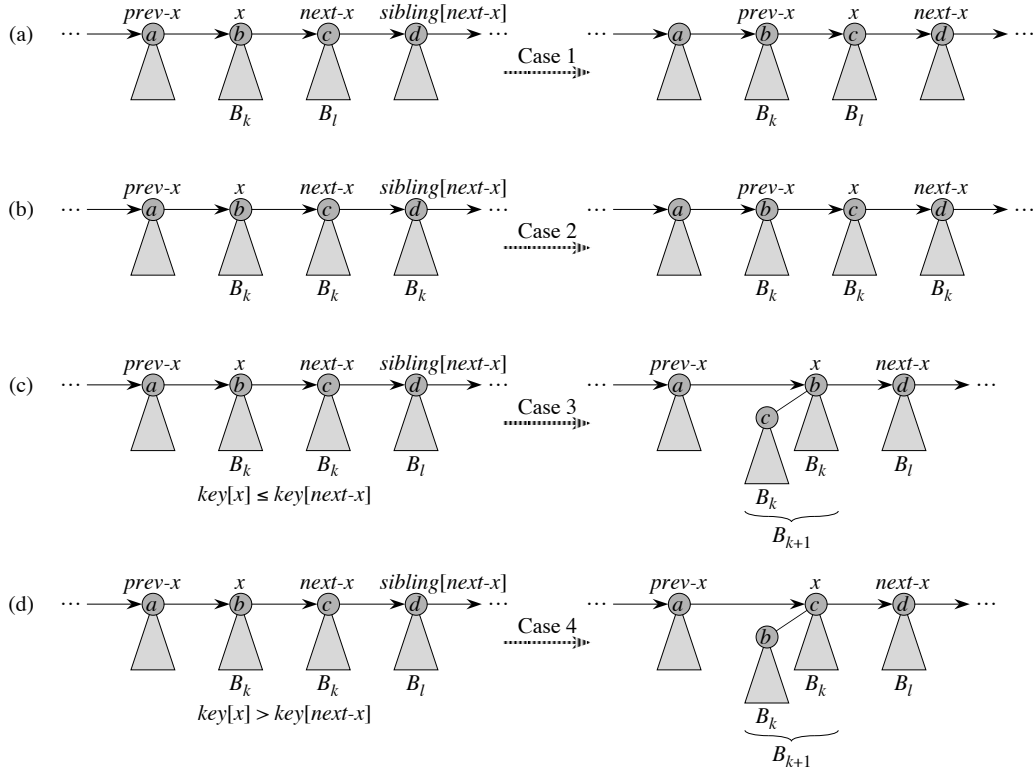 prev-x x next-x sibling[next-x] prev-x x next-x
(a) ··· a b c d ··· ··· a b c d ···
Case 1
B_k B_l B_k B_l
prev-x x next-x sibling[next-x] prev-x x next-x
(b) ··· a b c d ··· ··· a b c d ···
Case 2
B_k B_k B_k B_k B_k B_k
prev-x x next-x sibling[next-x] prev-x x next-x
(c) ··· a b c d ··· ··· a b d ···
Case 3
c
B_k B_k B_l B_k B_l
key[x] ≤ key[next-x]
B_k
B_{k+1}
prev-x x next-x sibling[next-x] prev-x x next-x
(d) ··· a b c d ··· ··· a c d ···
Case 4
b
B_k B_k B_l B_k B_l
key[x] > key[next-x]
B_k
B_{k+1}